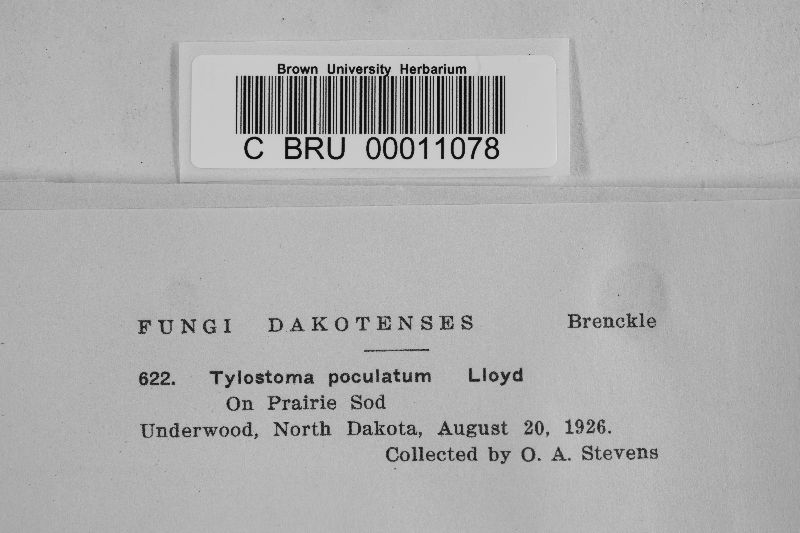 Brown University Herbarium
C BRU 00011078
FUNGI DAKOTENSES Brenckle
622. Tylostoma poculatum Lloyd
On Prairie Sod
Underwood, North Dakota, August 20, 1926.
Collected by O. A. Stevens